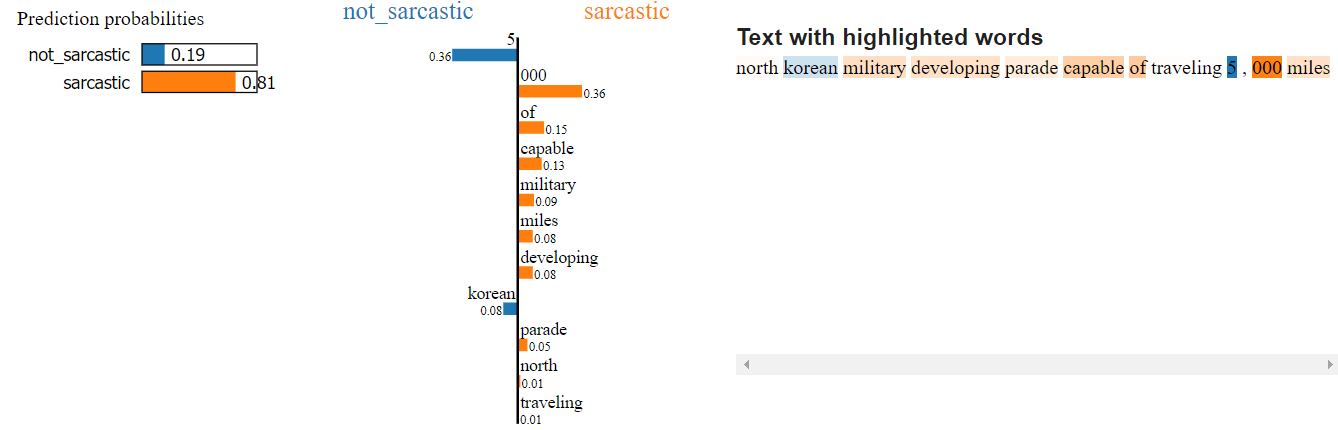 Prediction probabilities
not_sarcastic 0.19
sarcastic 0.81
not_sarcastic sarcastic
5
0.36
000
0.36
of
0.15
capable
0.13
military
0.09
miles
0.08
developing
0.08
korean
0.08
parade
0.05
north
0.01
traveling
0.01
Text with highlighted words
north korean military developing parade capable of traveling 5 , 000 miles